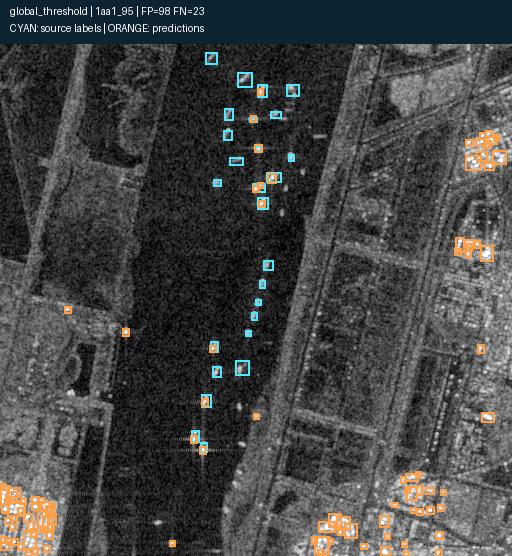 global_threshold | 1aa1_95 | FP=98 FN=23
CYAN: source labels | ORANGE: predictions